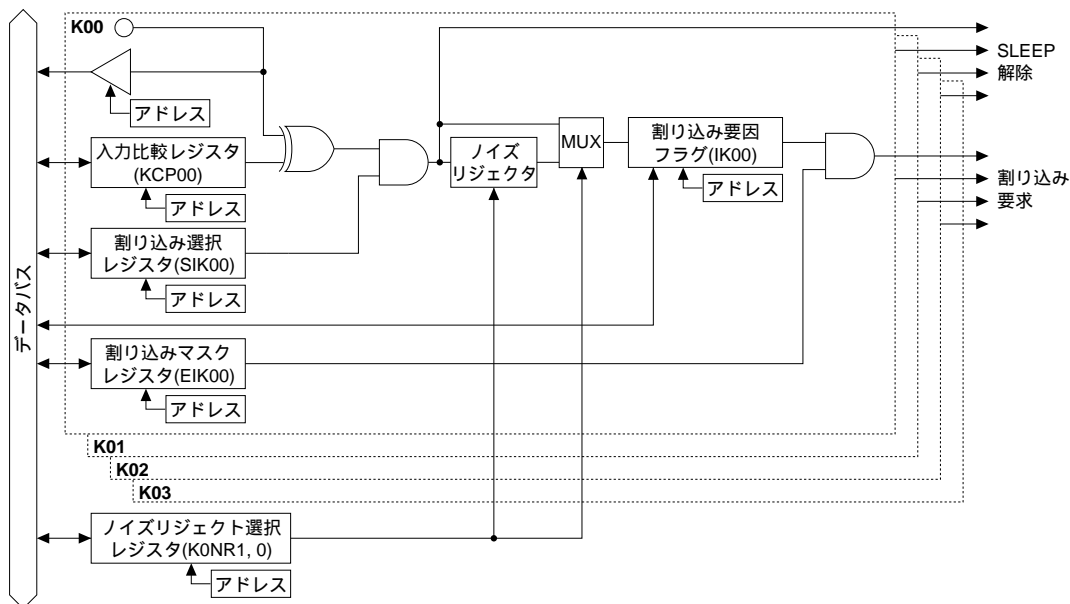 K00
アドレス
入力比較レジスタ
(KCP00)
アドレス
割り込み選択
レジスタ(SIK00)
アドレス
割り込みマスク
レジスタ(EIK00)
アドレス
ノイズ
リジェクタ
MUX
割り込み要因
フラグ(IK00)
アドレス
SLEEP
解除
割り込み
要求
データバス
K01
K02
K03
ノイズリジェクト選択
レジスタ(K0NR1, 0)
アドレス